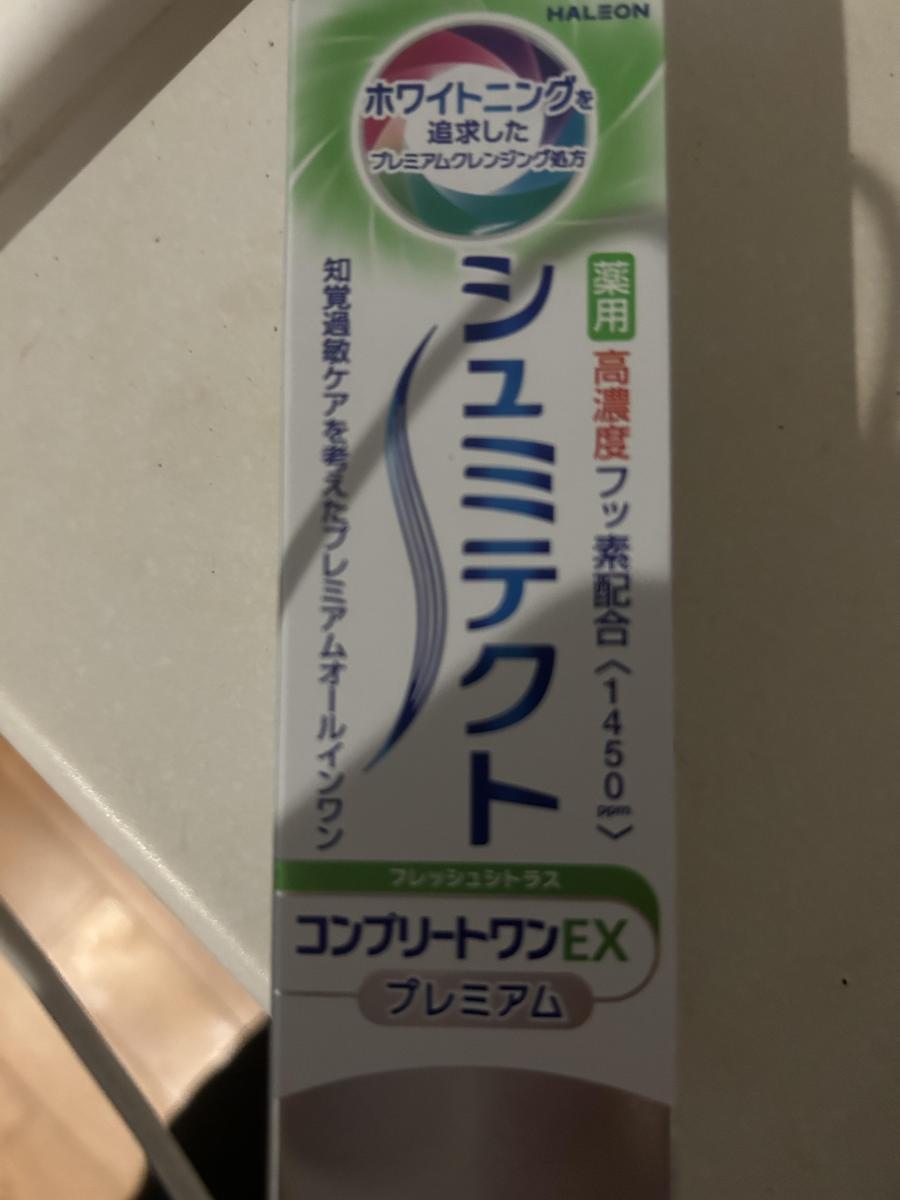 HALEON
ホワイトニングを
追求した
プレミアムクレンジング処方
薬用 高濃度フッ素配合〈1450ppm〉
シュミテクト
知覚過敏ケアを考えたプレミアムオールインワン
フレッシュシトラス
コンプリートワンEX
プレミアム